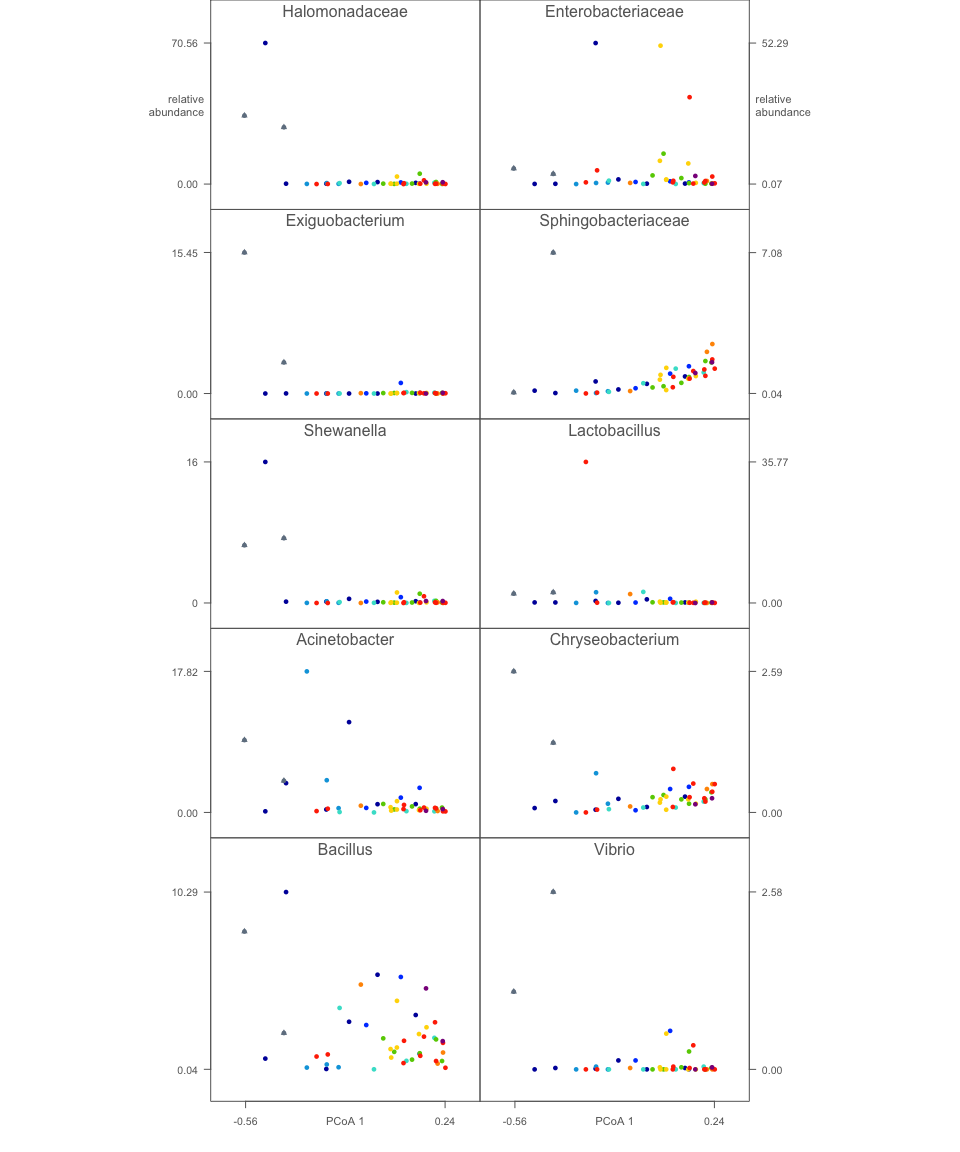 Halomonadaceae
Enterobacteriaceae
70.56
52.29
relative
abundance
relative
abundance
0.00
0.07
Exiguobacterium
Sphingobacteriaceae
15.45
7.08
0.00
0.04
Shewanella
Lactobacillus
16
35.77
0
0.00
Acinetobacter
Chryseobacterium
17.82
2.59
0.00
0.00
Bacillus
Vibrio
10.29
2.58
0.04
0.00
-0.56
PCoA 1
0.24
-0.56
PCoA 1
0.24